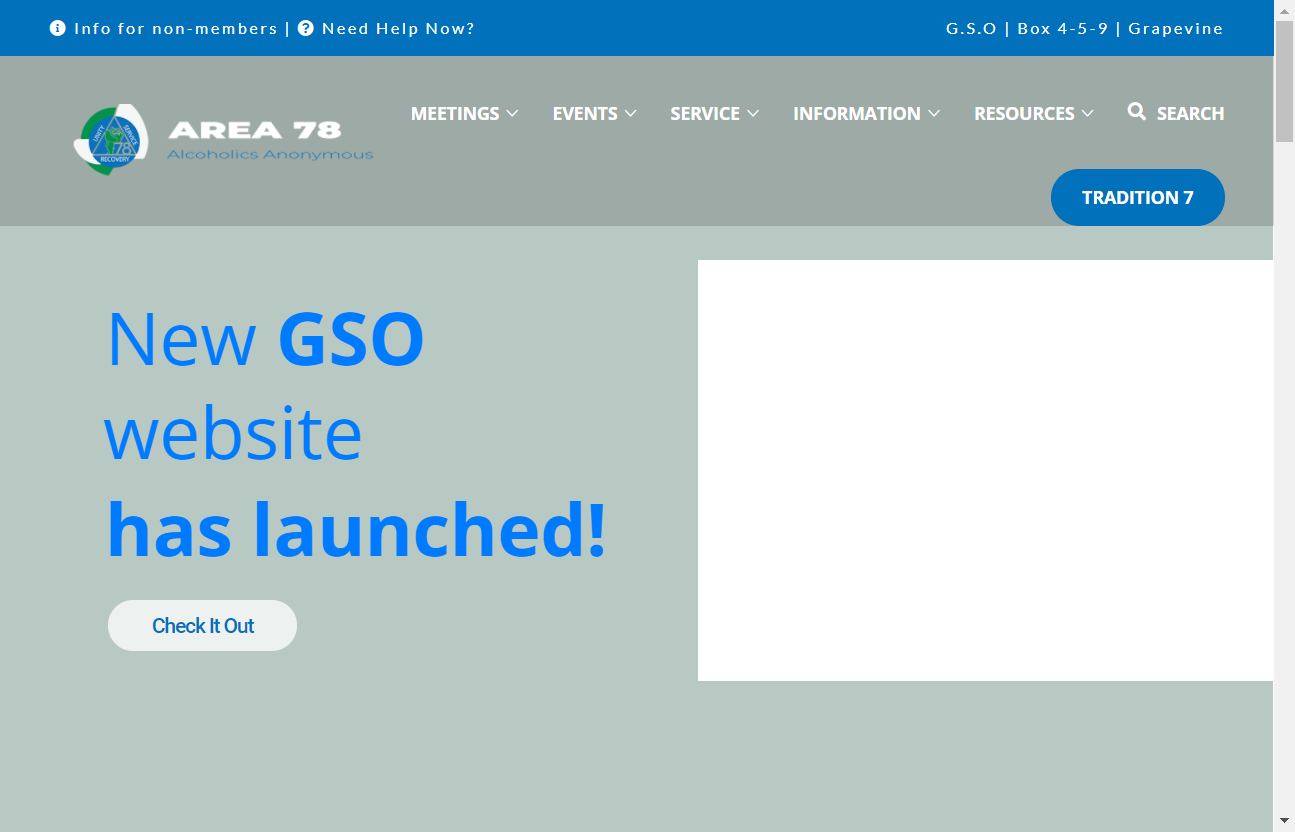 Info for non-members | Need Help Now?
G.S.O | Box 4-5-9 | Grapevine
UNITY SERVICE
78
RECOVERY
AREA 78
Alcoholics Anonymous
MEETINGS EVENTS SERVICE INFORMATION RESOURCES SEARCH
TRADITION 7
New GSO
website
has launched!
Check It Out